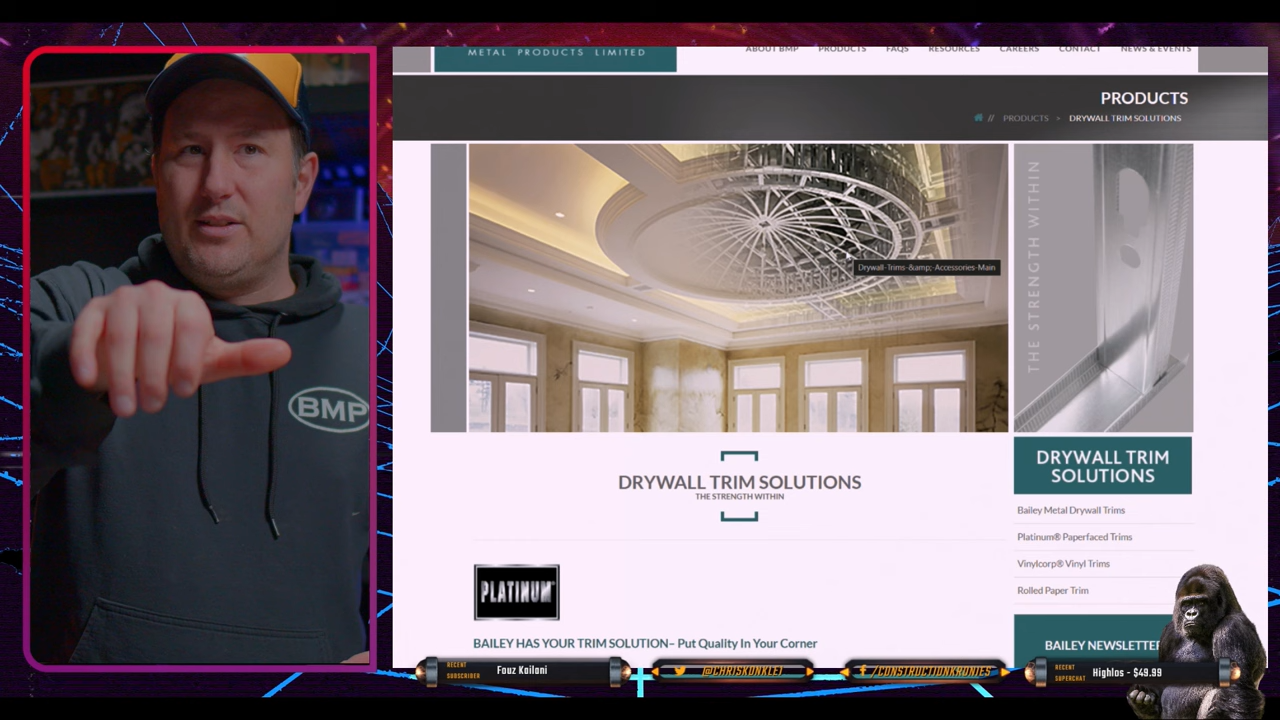 METAL PRODUCTS LIMITED
ABOUT BMP PRODUCTS FAQS RESOURCES CAREERS CONTACT NEWS & EVENTS
PRODUCTS
// PRODUCTS > DRYWALL TRIM SOLUTIONS
Drywall-Trims-&amp;-Accessories-Main
THE STRENGTH WITHIN
BMP
DRYWALL TRIM SOLUTIONS
THE STRENGTH WITHIN
DRYWALL TRIM
SOLUTIONS
Bailey Metal Drywall Trims
Platinum® Paperfaced Trims
Vinylcorp® Vinyl Trims
Rolled Paper Trim
PLATINUM
BAILEY HAS YOUR TRIM SOLUTION– Put Quality In Your Corner
BAILEY NEWSLETTER
RECENT
SUBSCRIBER
Fouz Kailani
@CHRISKUNKLE1
/CONSTRUCTIONKRONIES
RECENT
SUPERCHAT
Highlos - $49.99